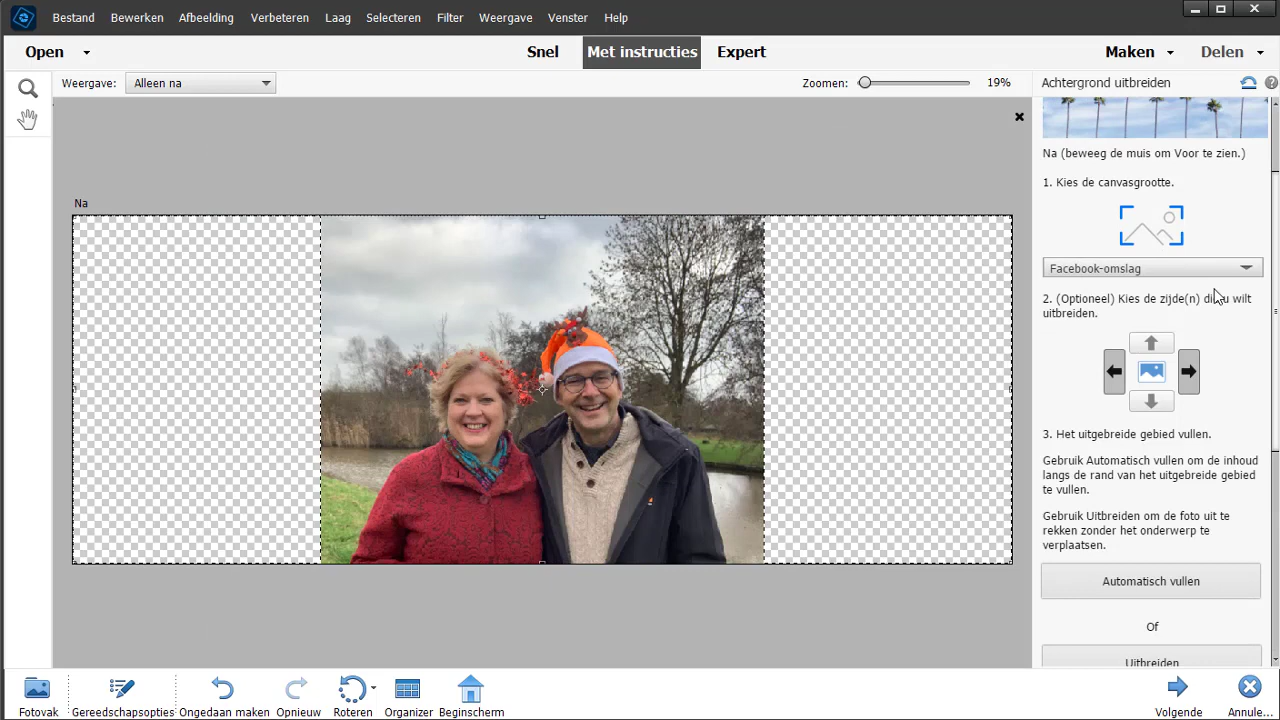 Bestand Bewerken Afbeelding Verbeteren Laag Selecteren Filter Weergave Venster Help
Open Snel Met instructies Expert Maken Delen
Weergave: Alleen na Zoomen: 19% Achtergrond uitbreiden
Na (beweeg de muis om Voor te zien.)
1. Kies de canvasgrootte.
Na
Facebook-omslag
2. (Optioneel) Kies de zijde(n) die u wilt
uitbreiden.
3. Het uitgebreide gebied vullen.
Gebruik Automatisch vullen om de inhoud
langs de rand van het uitgebreide gebied
te vullen.
Gebruik Uitbreiden om de foto uit te
rekken zonder het onderwerp te
verplaatsen.
Automatisch vullen
Of
Uitbreiden
Fotovak Gereedschapsopties Ongedaan maken Opnieuw Roteren Organizer Beginscherm Volgende Annule...